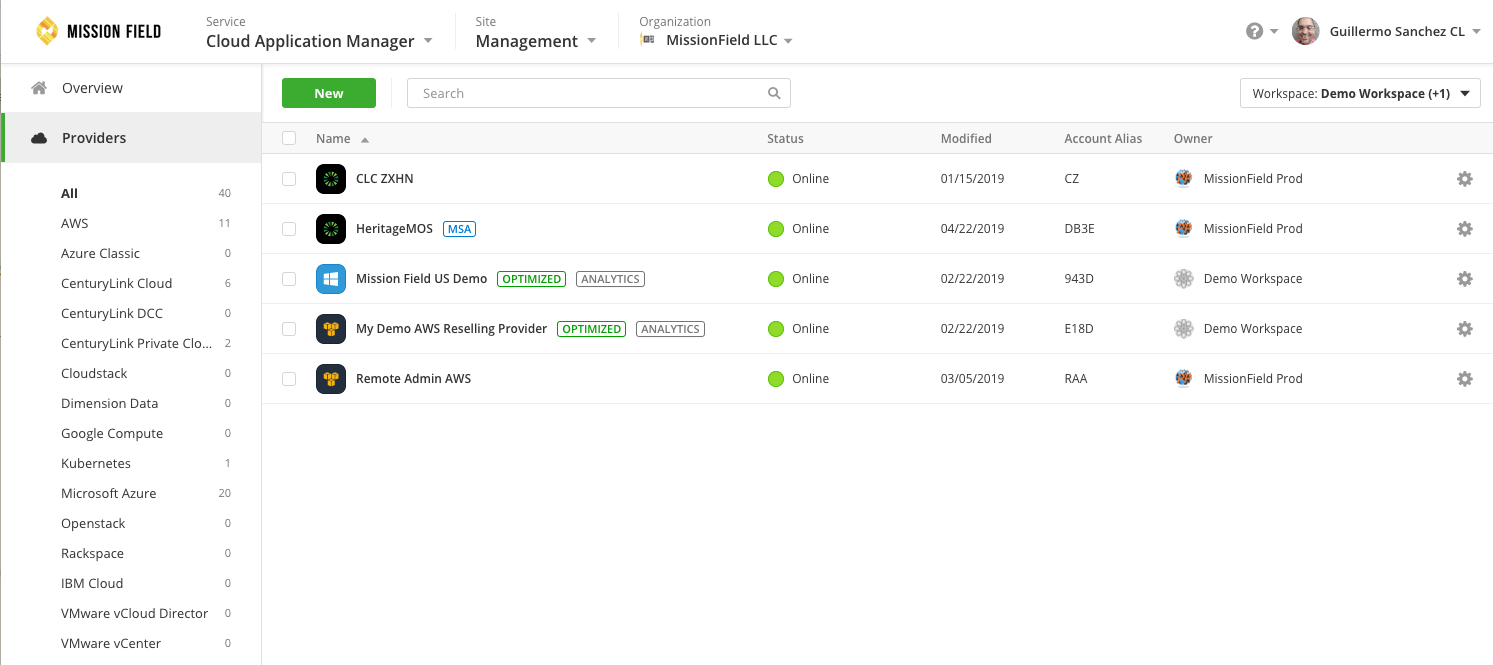 MISSION FIELD
Service
Cloud Application Manager
Site
Management
Organization
MissionField LLC
?
Guillermo Sanchez CL
Overview
Providers
All 40
AWS 11
Azure Classic 0
CenturyLink Cloud 6
CenturyLink DCC 0
CenturyLink Private Clo... 2
Cloudstack 0
Dimension Data 0
Google Compute 0
Kubernetes 1
Microsoft Azure 20
Openstack 0
Rackspace 0
IBM Cloud 0
VMware vCloud Director 0
VMware vCenter 0
New
Search
Workspace: Demo Workspace (+1)
Name Status Modified Account Alias Owner
CLC ZXHN Online 01/15/2019 CZ MissionField Prod
HeritageMOS MSA Online 04/22/2019 DB3E MissionField Prod
Mission Field US Demo OPTIMIZED ANALYTICS Online 02/22/2019 943D Demo Workspace
My Demo AWS Reselling Provider OPTIMIZED ANALYTICS Online 02/22/2019 E18D Demo Workspace
Remote Admin AWS Online 03/05/2019 RAA MissionField Prod